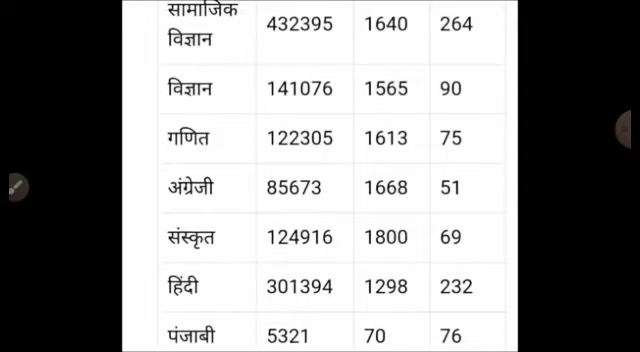 सामाजिक
विज्ञान 432395 1640 264
विज्ञान 141076 1565 90
गणित 122305 1613 75
अंग्रेजी 85673 1668 51
संस्कृत 124916 1800 69
हिंदी 301394 1298 232
पंजाबी 5321 70 76